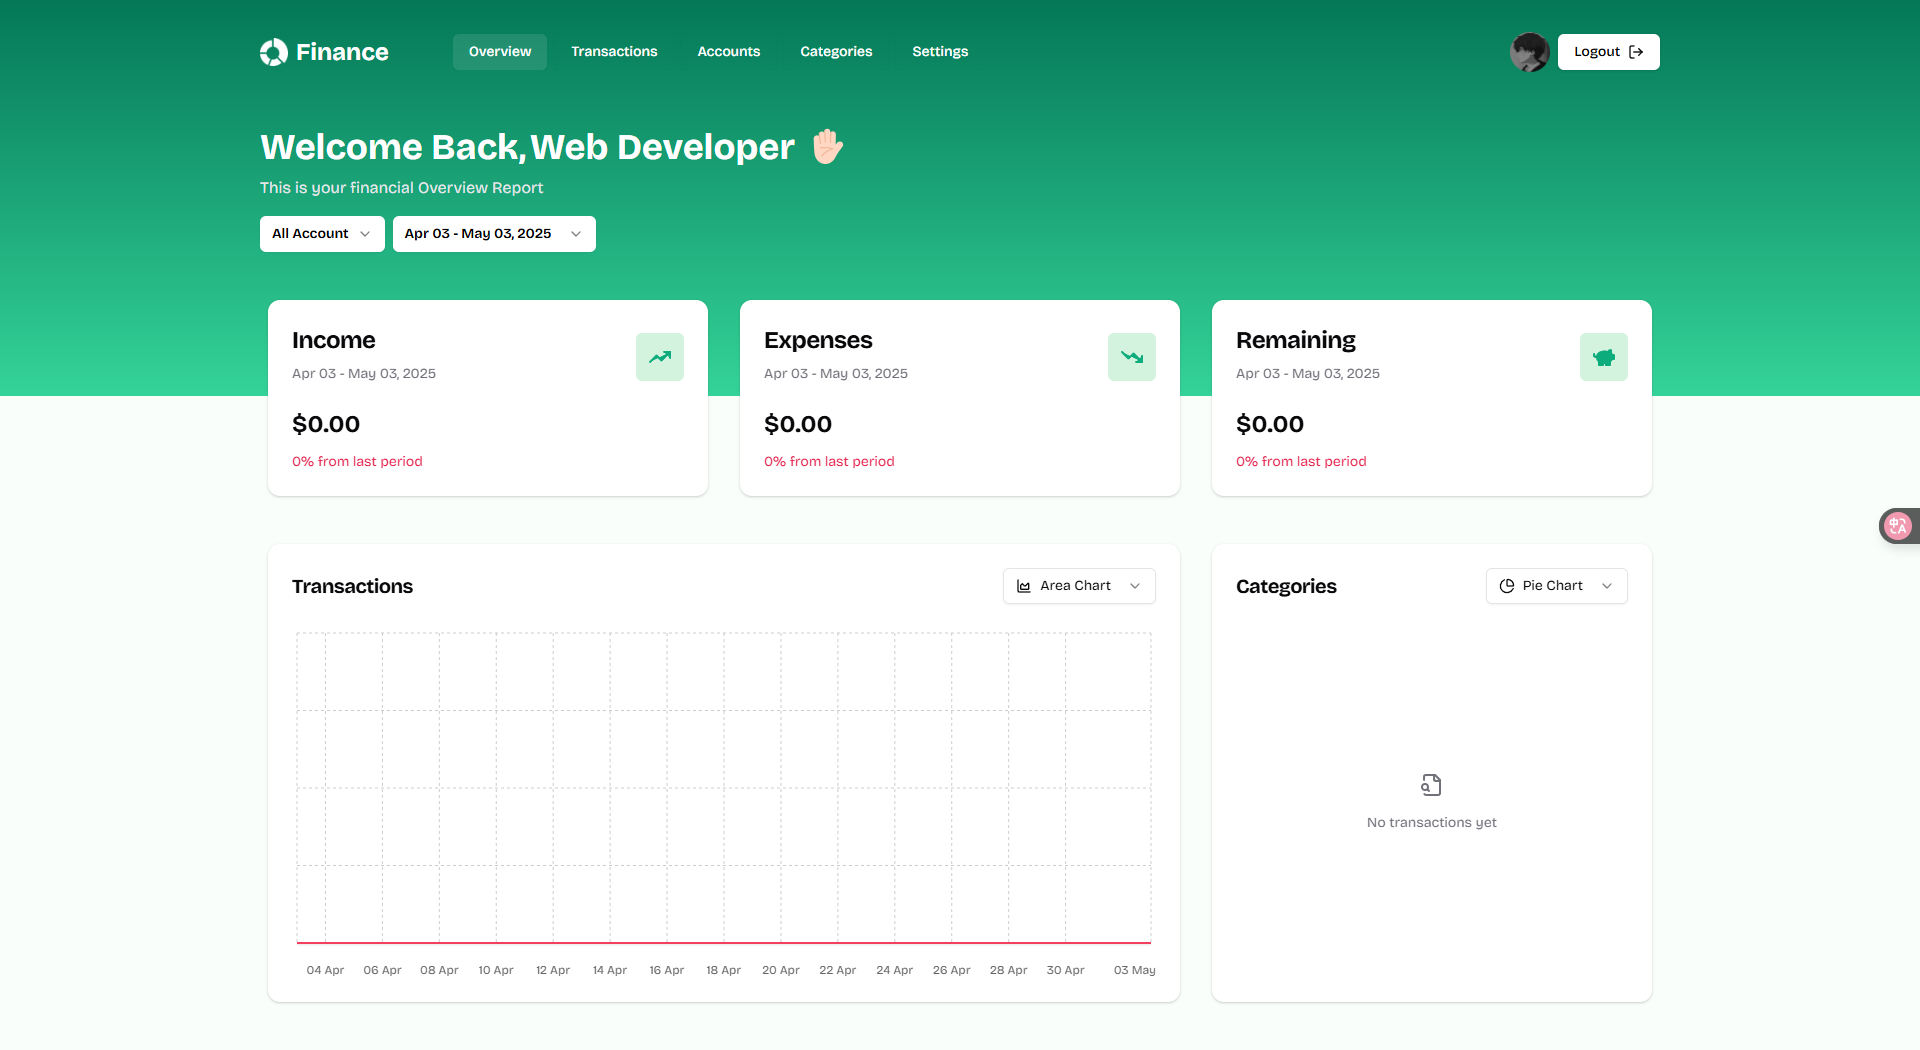 Finance
Overview
Transactions
Accounts
Categories
Settings
Logout
Welcome Back, Web Developer 🖐🏻
This is your financial Overview Report
All Account
Apr 03 - May 03, 2025
Income
Apr 03 - May 03, 2025
$0.00
0% from last period
Expenses
Apr 03 - May 03, 2025
$0.00
0% from last period
Remaining
Apr 03 - May 03, 2025
$0.00
0% from last period
Transactions
Area Chart
04 Apr 06 Apr 08 Apr 10 Apr 12 Apr 14 Apr 16 Apr 18 Apr 20 Apr 22 Apr 24 Apr 26 Apr 28 Apr 30 Apr 03 May
Categories
Pie Chart
No transactions yet
中A